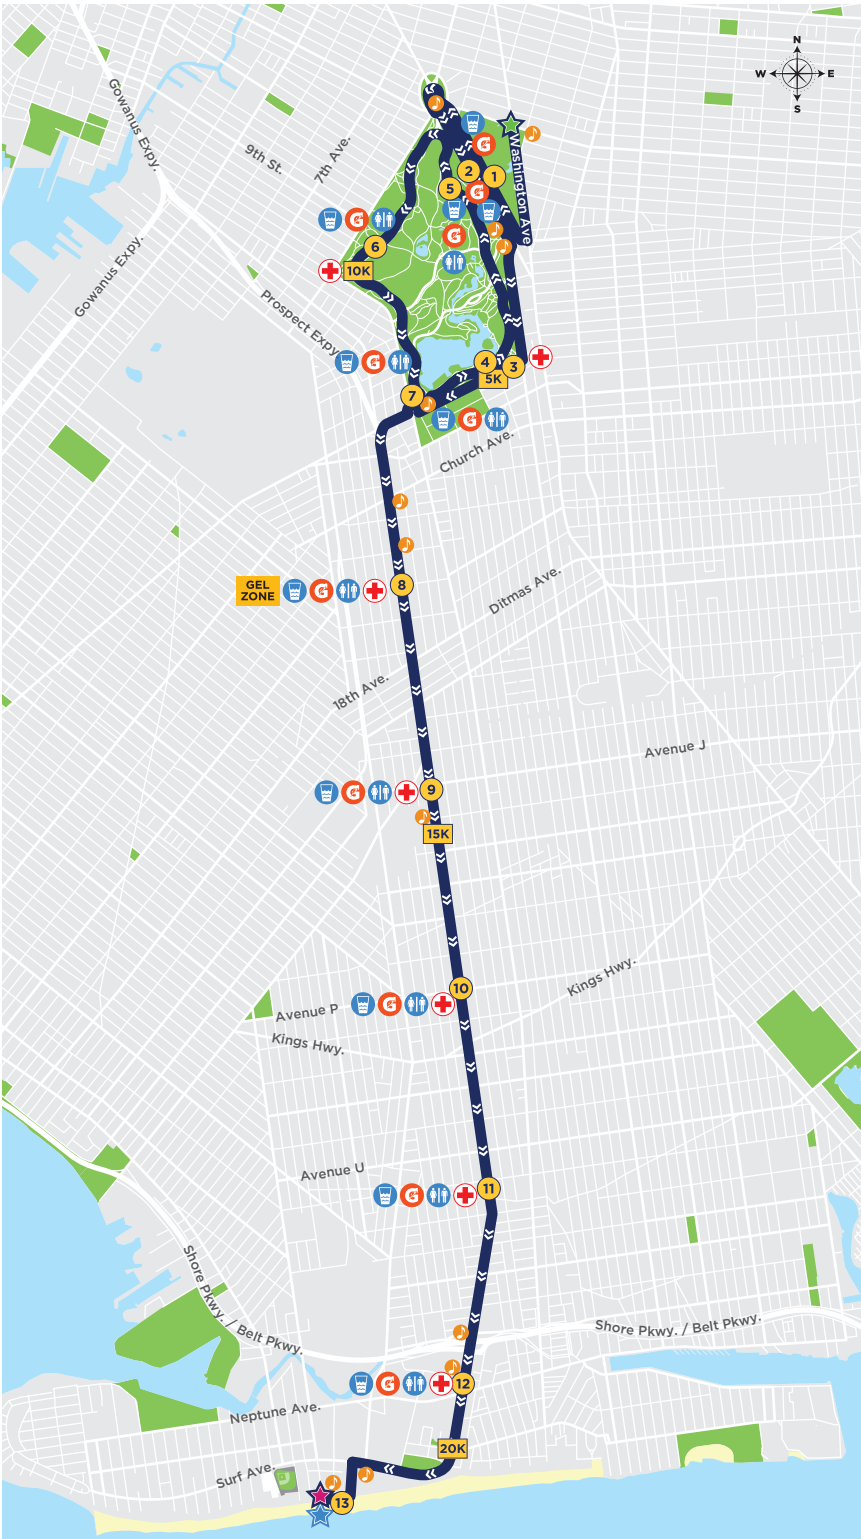 N
W E
S
Gowanus Expy.
9th St.
7th Ave.
Washington Ave
G
2
1
5
G
G
G
6
10K
Gowanus Expy.
Prospect Expy
G
4
3
5K
7
G
Church Ave.
GEL
ZONE
G
8
Ditmas Ave.
18th Ave.
Avenue J
G
9
15K
Kings Hwy.
10
G
Avenue P
Kings Hwy.
Avenue U
G
11
Shore Pkwy. / Belt Pkwy.
Shore Pkwy. / Belt Pkwy.
G
12
Neptune Ave.
20K
Surf Ave.
13